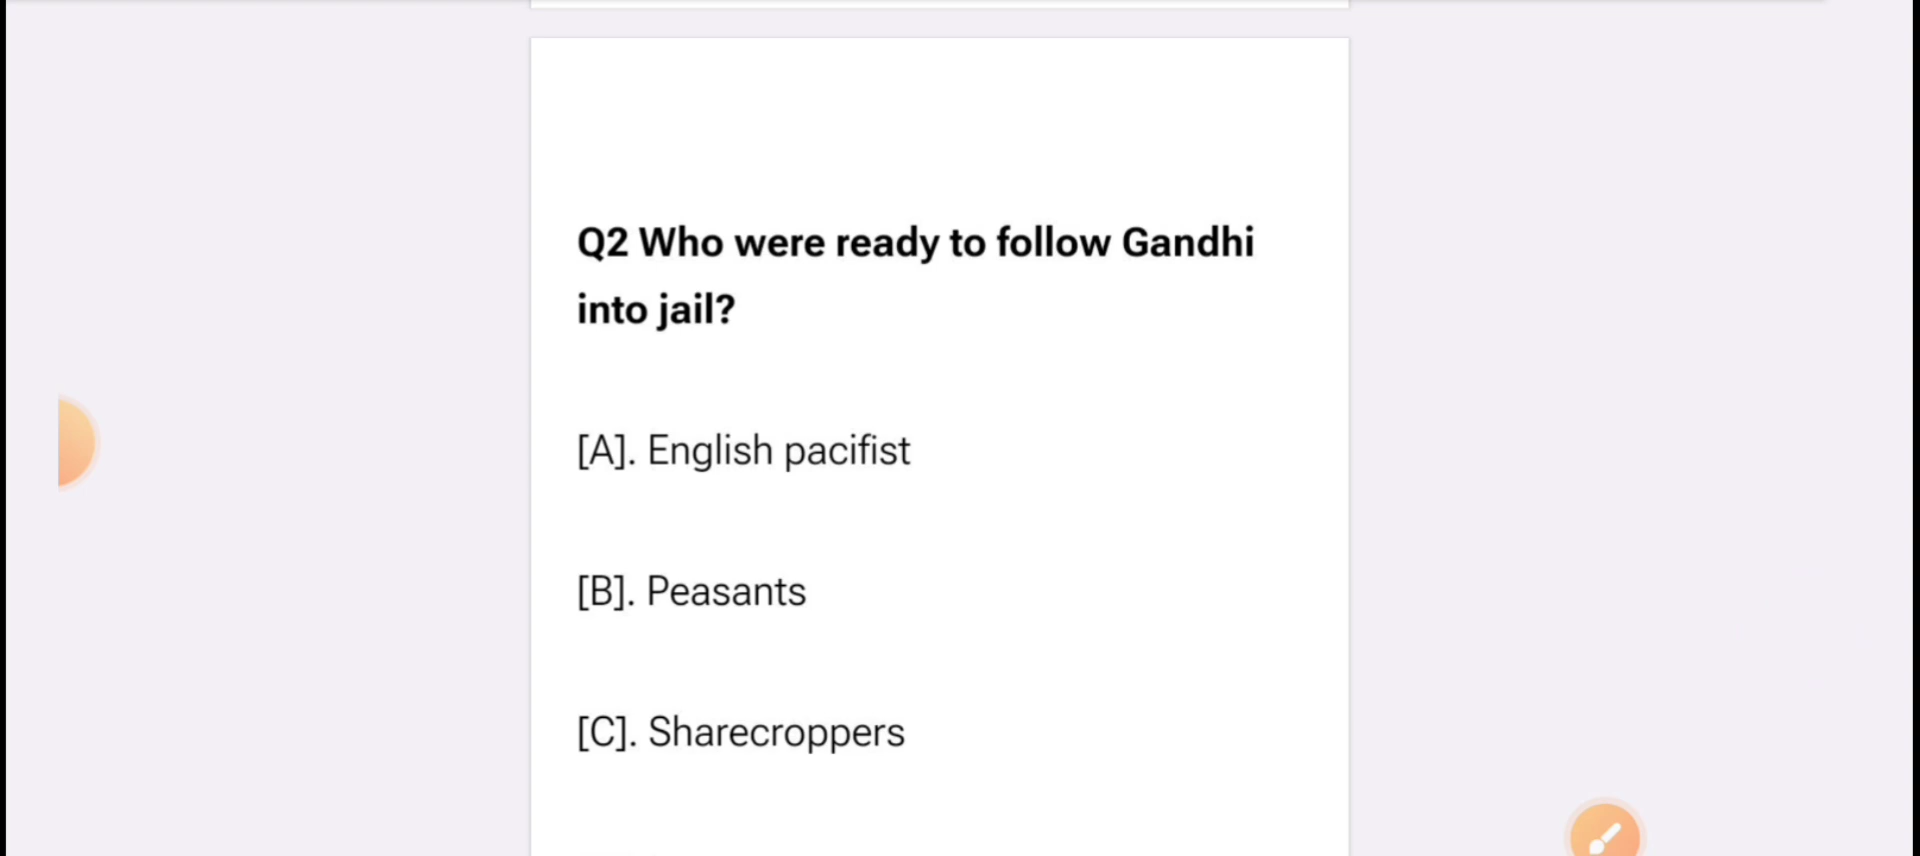 Q2 Who were ready to follow Gandhi
into jail?
[A]. English pacifist
[B]. Peasants
[C]. Sharecroppers